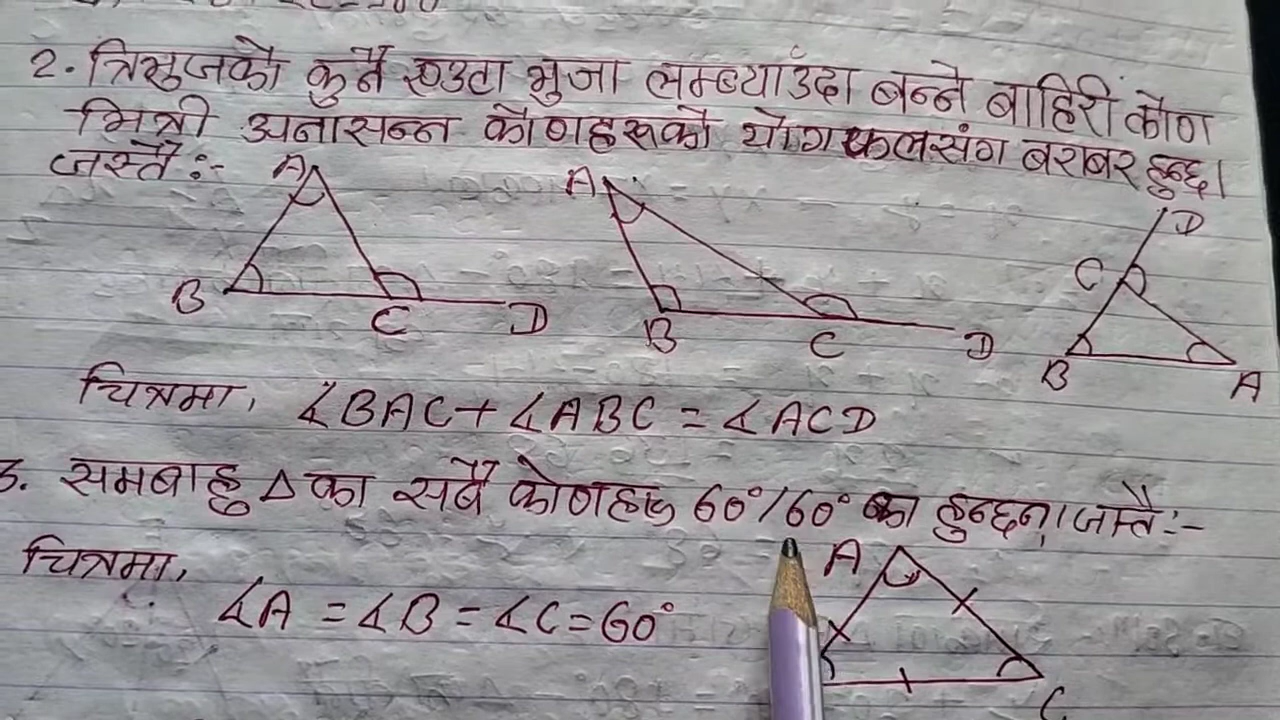 2. त्रिभुजको कुनै एउटा भुजा लम्ब्याउँदा बन्ने बाहिरी कोण
भित्री अनासन्न कोणहरुको योगफलसंग बराबर हुन्छ।
जस्तै :-
A A D
C
B C D B C D B A
चित्रमा, ∡BAC + ∡ABC = ∡ACD
3. समबाहु △ का सबै कोणहरु 60°/60° का हुन्छन्। जस्तै :-
चित्रमा, A
∡A = ∡B = ∡C = 60°
C